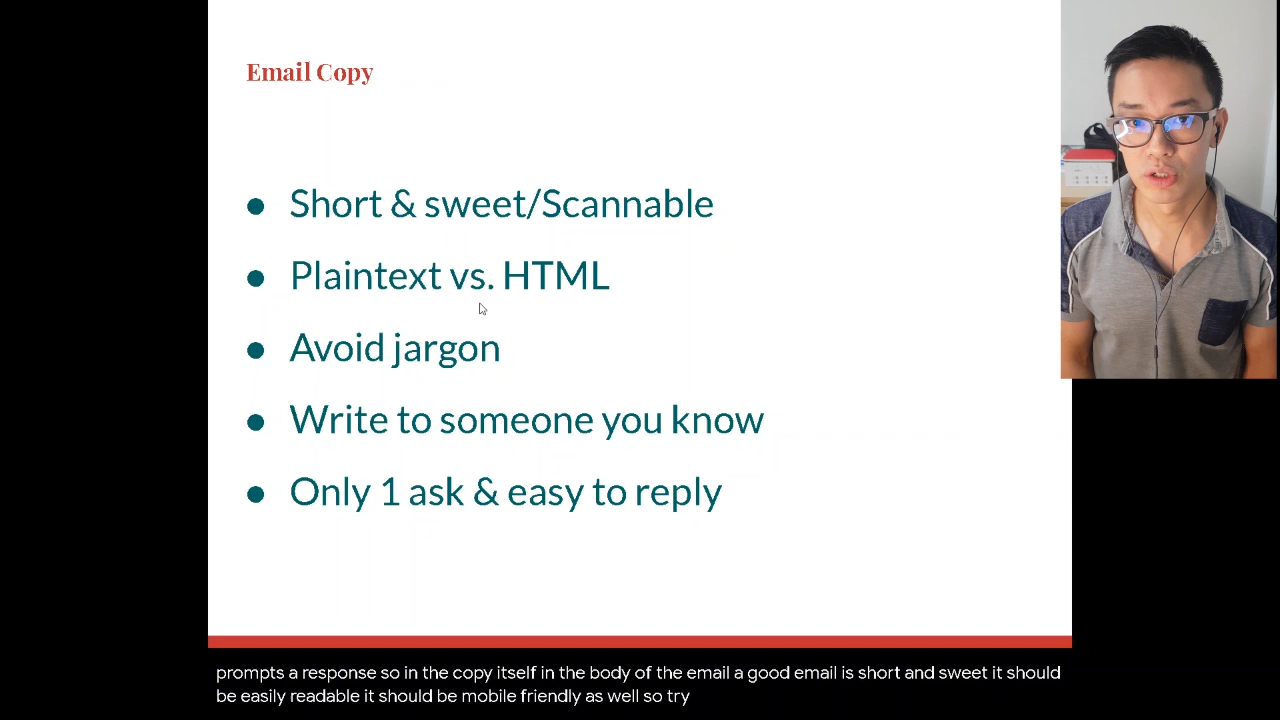 Email Copy
Short & sweet/Scannable
Plaintext vs. HTML
Avoid jargon
Write to someone you know
Only 1 ask & easy to reply
prompts a response so in the copy itself in the body of the email a good email is short and sweet it should
be easily readable it should be mobile friendly as well so try